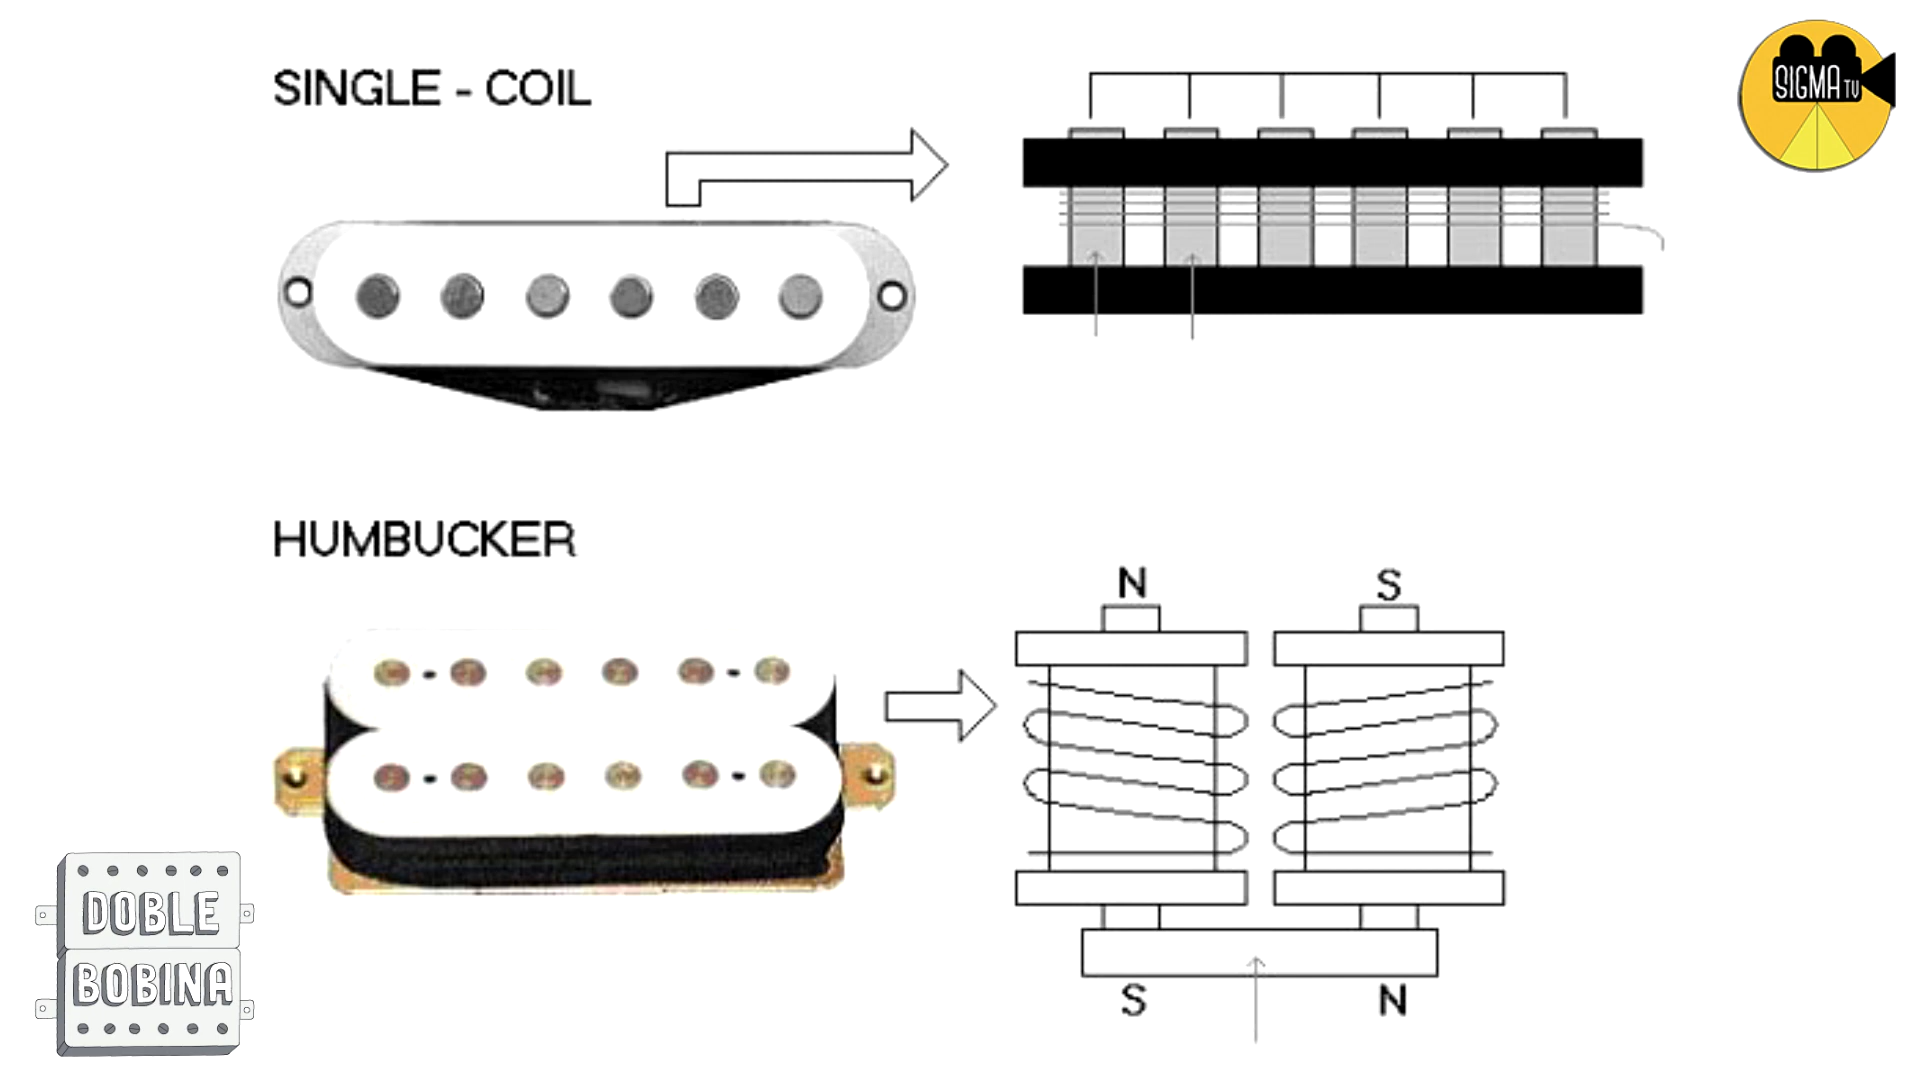 SINGLE - COIL
SIGMA TV
HUMBUCKER
N
S
S
N
DOBLE
BOBINA